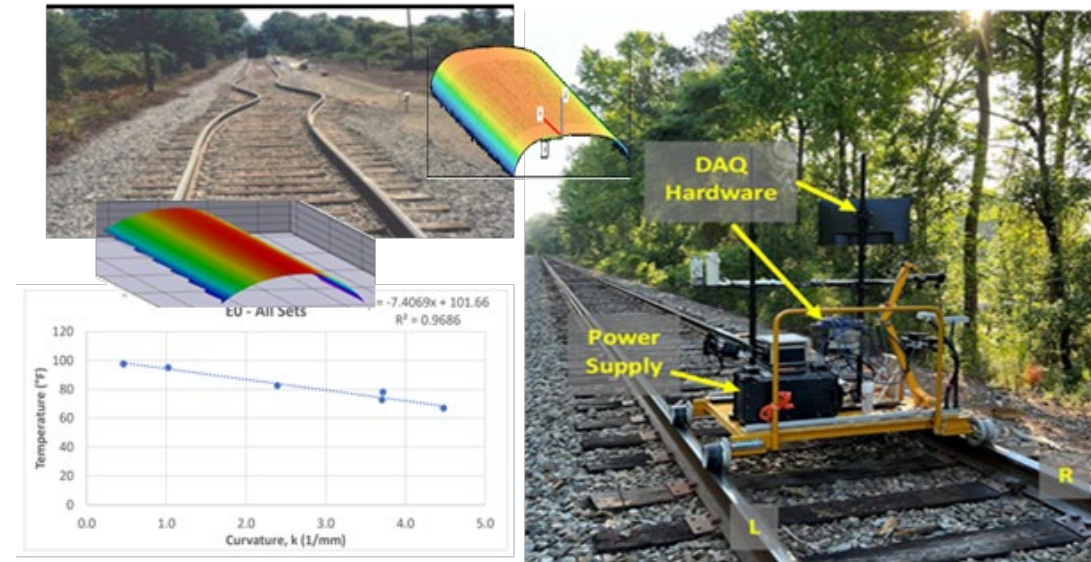 = -7.4069x + 101.66
E0 - All Sets
R² = 0.9686
120
100
80
60
40
20
0
Temperature (°F)
0.0 1.0 2.0 3.0 4.0 5.0
Curvature, k (1/mm)
DAQ
Hardware
Power
Supply
L
R